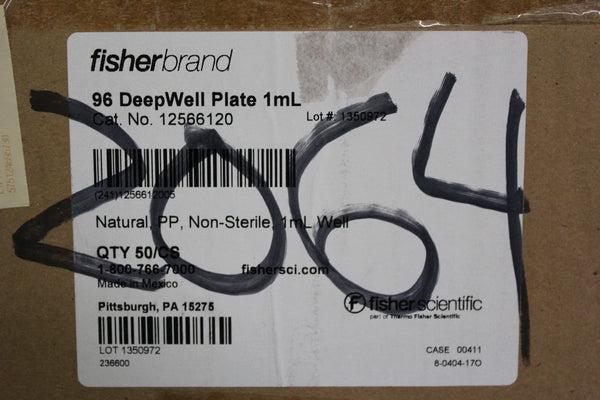 fisherbrand
96 DeepWell Plate 1mL
Cat. No. 12566120
Lot #: 1350972
(241)1256612005
Natural, PP, Non-Sterile, 1mL Well
QTY 50/CS
1-800-766-7000 fishersci.com
Made in Mexico
Pittsburgh, PA 15275
f fisher scientific
part of Thermo Fisher Scientific
LOT 1350972
236600
CASE 00411
8-0404-17O
2064